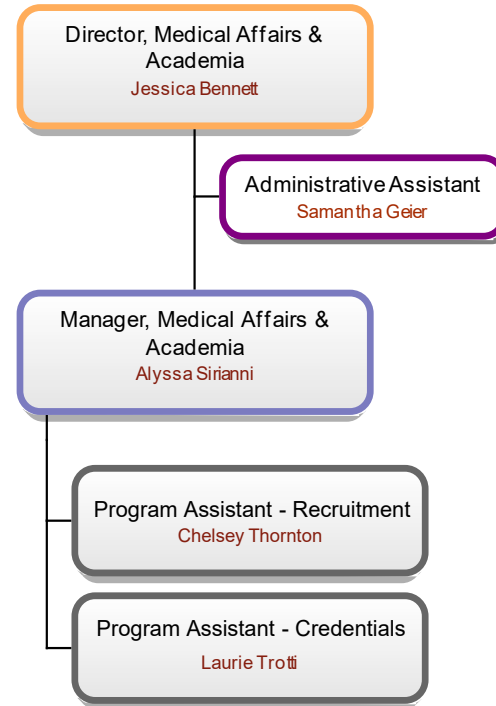 Director, Medical Affairs &
Academia
Jessica Bennett
Administrative Assistant
Samantha Geier
Manager, Medical Affairs &
Academia
Alyssa Sirianni
Program Assistant - Recruitment
Chelsey Thornton
Program Assistant - Credentials
Laurie Trotti